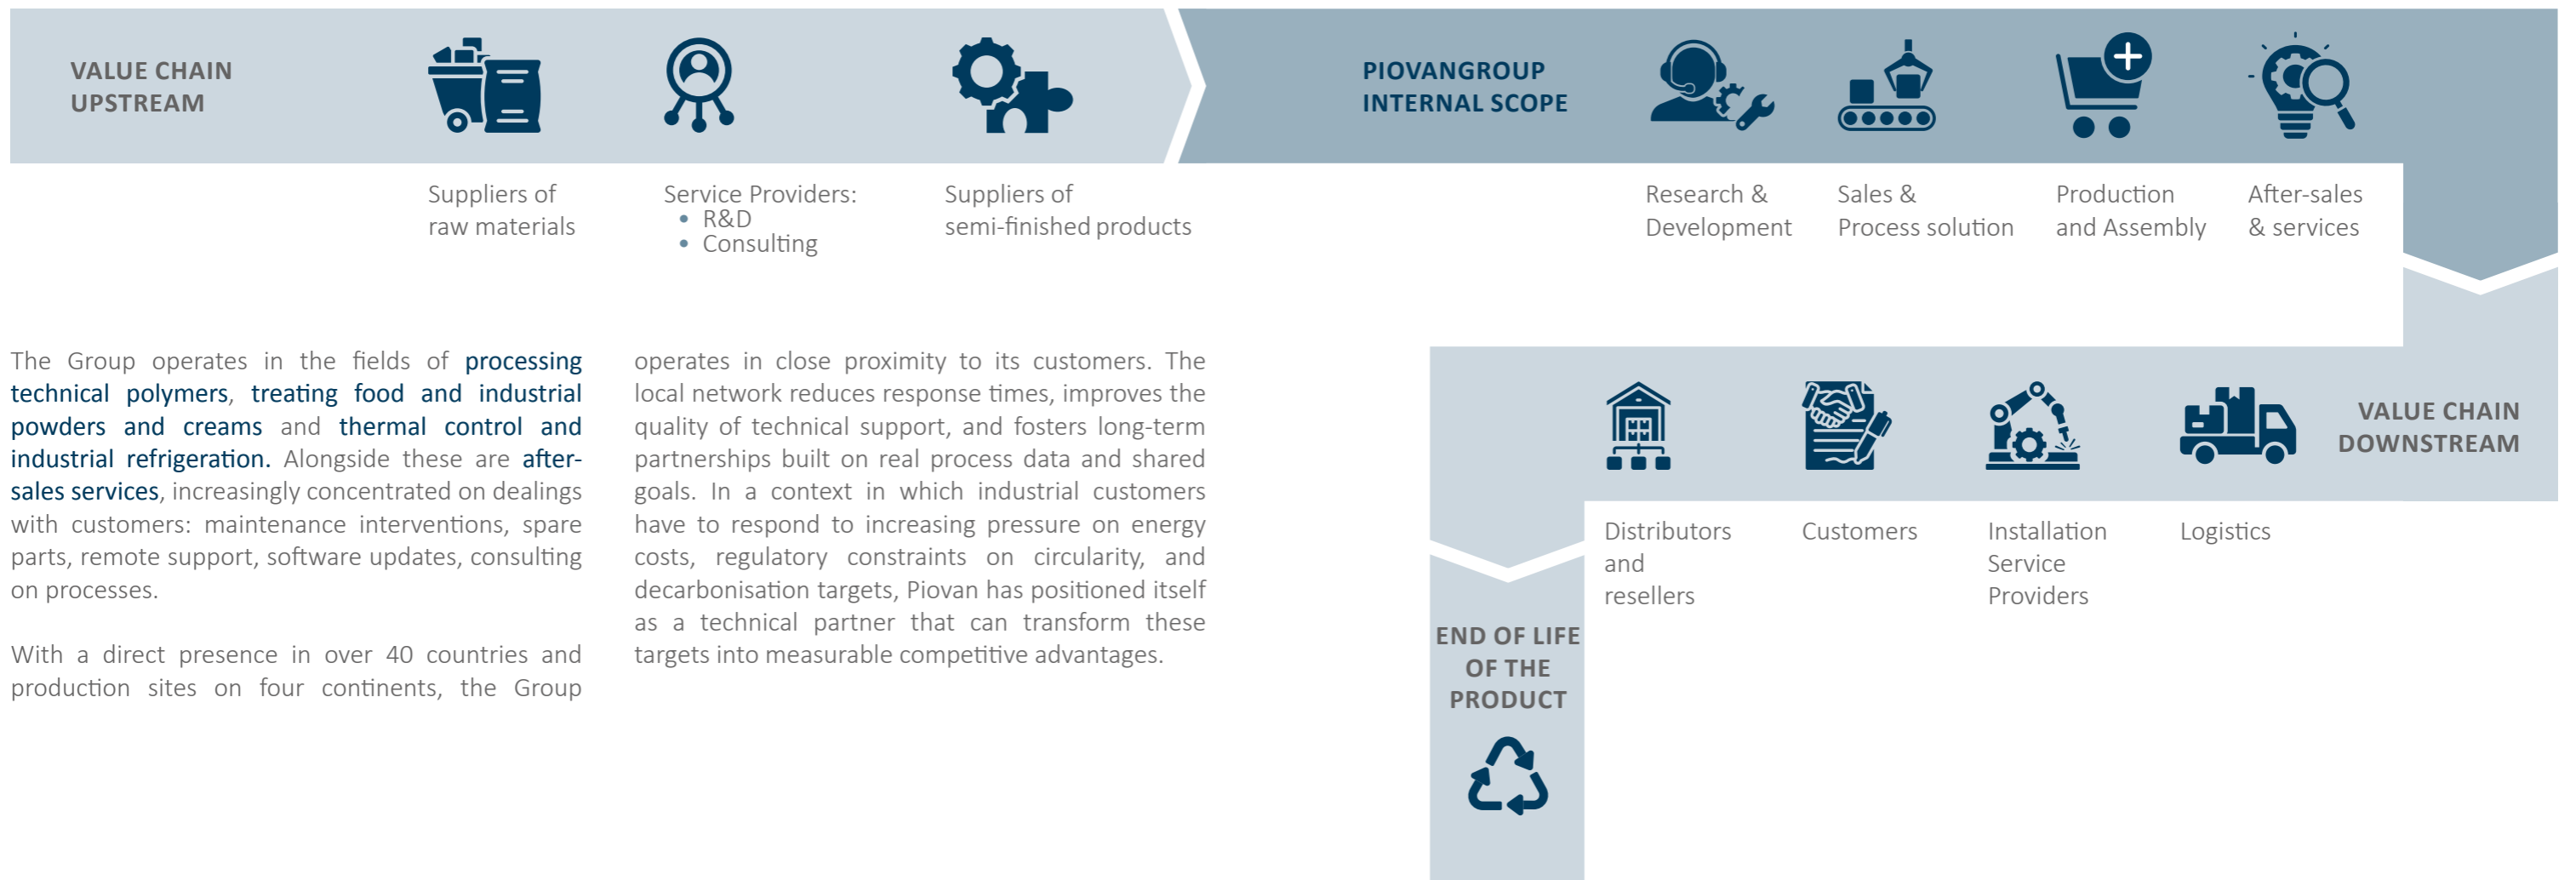 VALUE CHAIN
UPSTREAM
Suppliers of
raw materials
Service Providers:
• R&D
• Consulting
Suppliers of
semi-finished products
PIOVANGROUP
INTERNAL SCOPE
Research &
Development
Sales &
Process solution
Production
and Assembly
After-sales
& services
VALUE CHAIN
DOWNSTREAM
Logistics
Installation
Service
Providers
Customers
Distributors
and
resellers
END OF LIFE
OF THE
PRODUCT
The Group operates in the fields of processing
technical polymers, treating food and industrial
powders and creams and thermal control and
industrial refrigeration. Alongside these are after-
sales services, increasingly concentrated on dealings
with customers: maintenance interventions, spare
parts, remote support, software updates, consulting
on processes.
With a direct presence in over 40 countries and
production sites on four continents, the Group
operates in close proximity to its customers. The
local network reduces response times, improves the
quality of technical support, and fosters long-term
partnerships built on real process data and shared
goals. In a context in which industrial customers
have to respond to increasing pressure on energy
costs, regulatory constraints on circularity, and
decarbonisation targets, Piovan has positioned itself
as a technical partner that can transform these
targets into measurable competitive advantages.